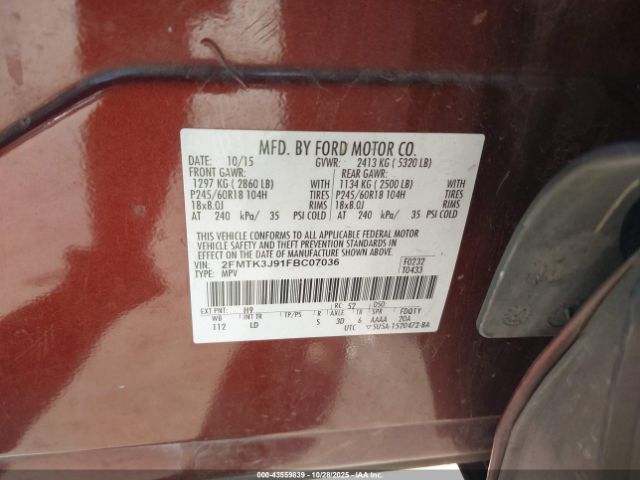 MFD. BY FORD MOTOR CO.
DATE: 10/15 GVWR: 2413 KG ( 5320 LB)
FRONT GAWR: REAR GAWR:
1297 KG ( 2860 LB) WITH 1134 KG ( 2500 LB) WITH
P245/60R18 104H TIRES P245/60R18 104H TIRES
18x8.0J RIMS 18x8.0J RIMS
AT 240 kPa/ 35 PSI COLD AT 240 kPa/ 35 PSI COLD
THIS VEHICLE CONFORMS TO ALL APPLICABLE FEDERAL MOTOR
VEHICLE SAFETY AND THEFT PREVENTION STANDARDS IN
EFFECT ON THE DATE OF MANUFACTURE SHOWN ABOVE.
VIN: 2FMTK3J91FBC07036 F0232
TYPE: MPV T0433
EXT PNT: H9 RC: 52 DSO:
WB INT TR TP/PS R AXLE TR SPR FDQTY
112 LD S 3D 6 AAAA 20A
UTC ▽5USA-1520472-BA
00-43559839 | 10/28/2025 - IAA Inc.